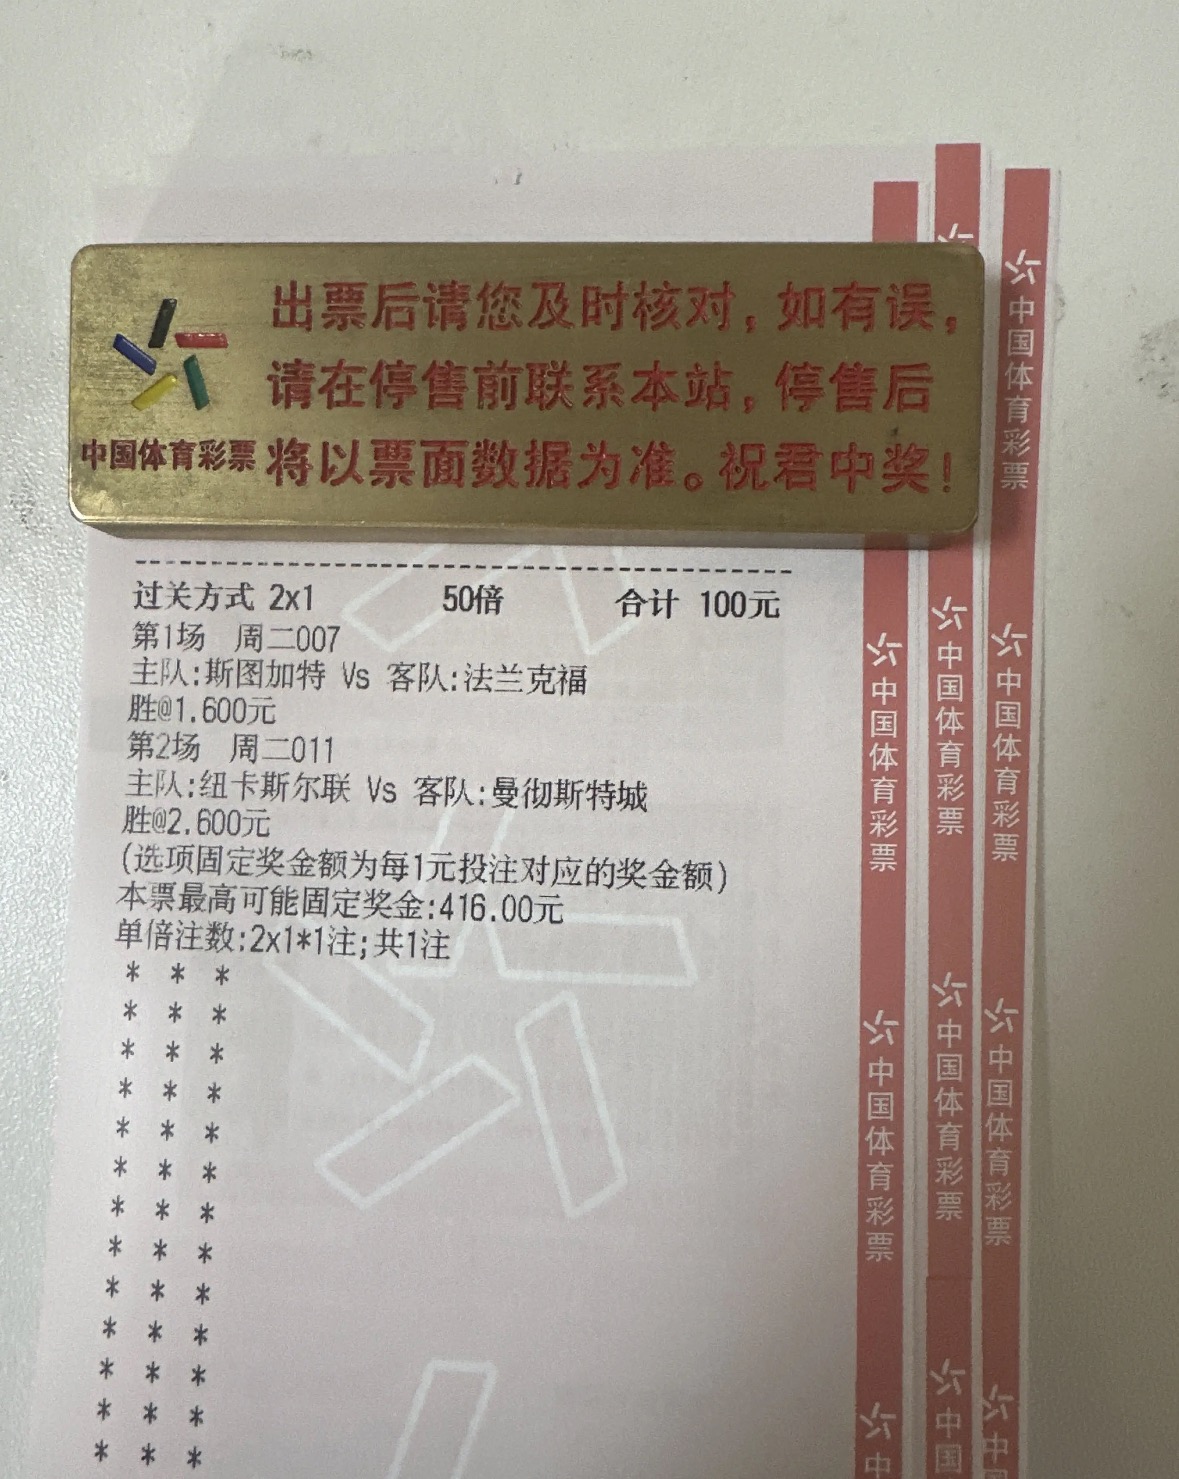 出票后请您及时核对，如有误，
请在停售前联系本站，停售后
将以票面数据为准。祝君中奖！
中国体育彩票
过关方式 2x1 50倍 合计 100元
第1场 周二007
主队:斯图加特 Vs 客队:法兰克福
胜@1.600元
第2场 周二011
主队:纽卡斯尔联 Vs 客队:曼彻斯特城
胜@2.600元
(选项固定奖金额为每1元投注对应的奖金额)
本票最高可能固定奖金:416.00元
单倍注数:2x1*1注;共1注
* * *
* * *
* * *
* * *
* * *
* * *
* * *
* * *
* * *
* * *
* * *
* * *
* * *
中国体育彩票
中国体育彩票
中
中国体育彩票
中国体育彩票
中国
中国体育彩票
中国体育彩票
中国体育彩票
中国